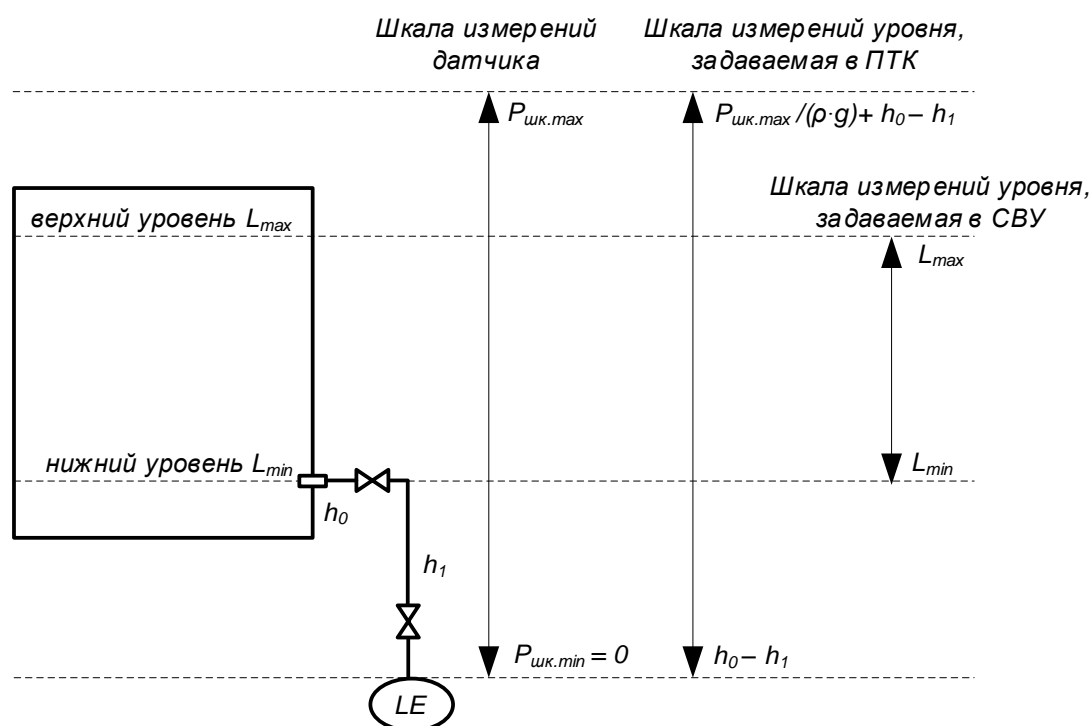 Шкала измерений
датчика
Шкала измерений уровня,
задаваемая в ПТК
Pшк.max
Pшк.max /(ρ·g)+ h0 – h1
Шкала измерений уровня,
задаваемая в СВУ
верхний уровень Lmax
Lmax
нижний уровень Lmin
Lmin
h0
h1
Pшк.min = 0
h0 – h1
LE